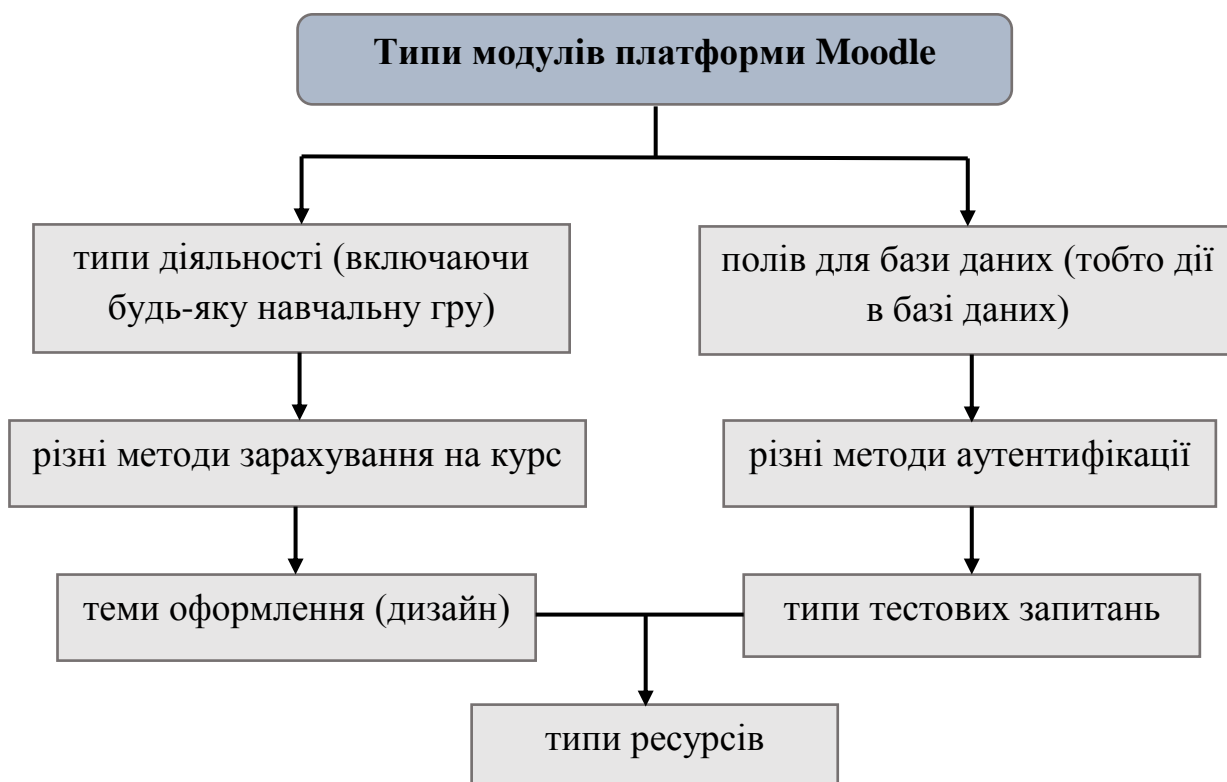 Типи модулів платформи Moodle
типи діяльності (включаючи
будь-яку навчальну гру)
полів для бази даних (тобто дії
в базі даних)
різні методи зарахування на курс
різні методи аутентифікації
теми оформлення (дизайн)
типи тестових запитань
типи ресурсів